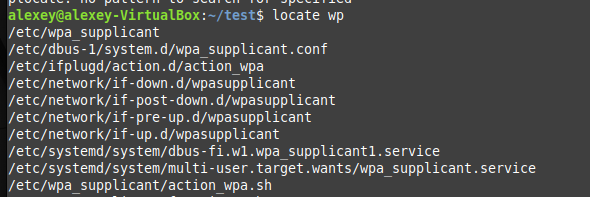 plocate: no pattern to search for specified
alexey@alexey-VirtualBox:~/test$ locate wp
/etc/wpa_supplicant
/etc/dbus-1/system.d/wpa_supplicant.conf
/etc/ifplugd/action.d/action_wpa
/etc/network/if-down.d/wpasupplicant
/etc/network/if-post-down.d/wpasupplicant
/etc/network/if-pre-up.d/wpasupplicant
/etc/network/if-up.d/wpasupplicant
/etc/systemd/system/dbus-fi.w1.wpa_supplicant1.service
/etc/systemd/system/multi-user.target.wants/wpa_supplicant.service
/etc/wpa_supplicant/action_wpa.sh